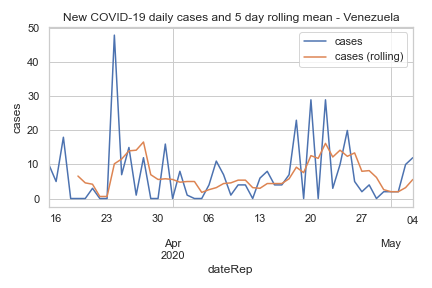 New COVID-19 daily cases and 5 day rolling mean - Venezuela
50
40
30
20
10
0
cases
cases
cases (rolling)
16 23 30 06 13 20 27 04
Apr May
2020
dateRep